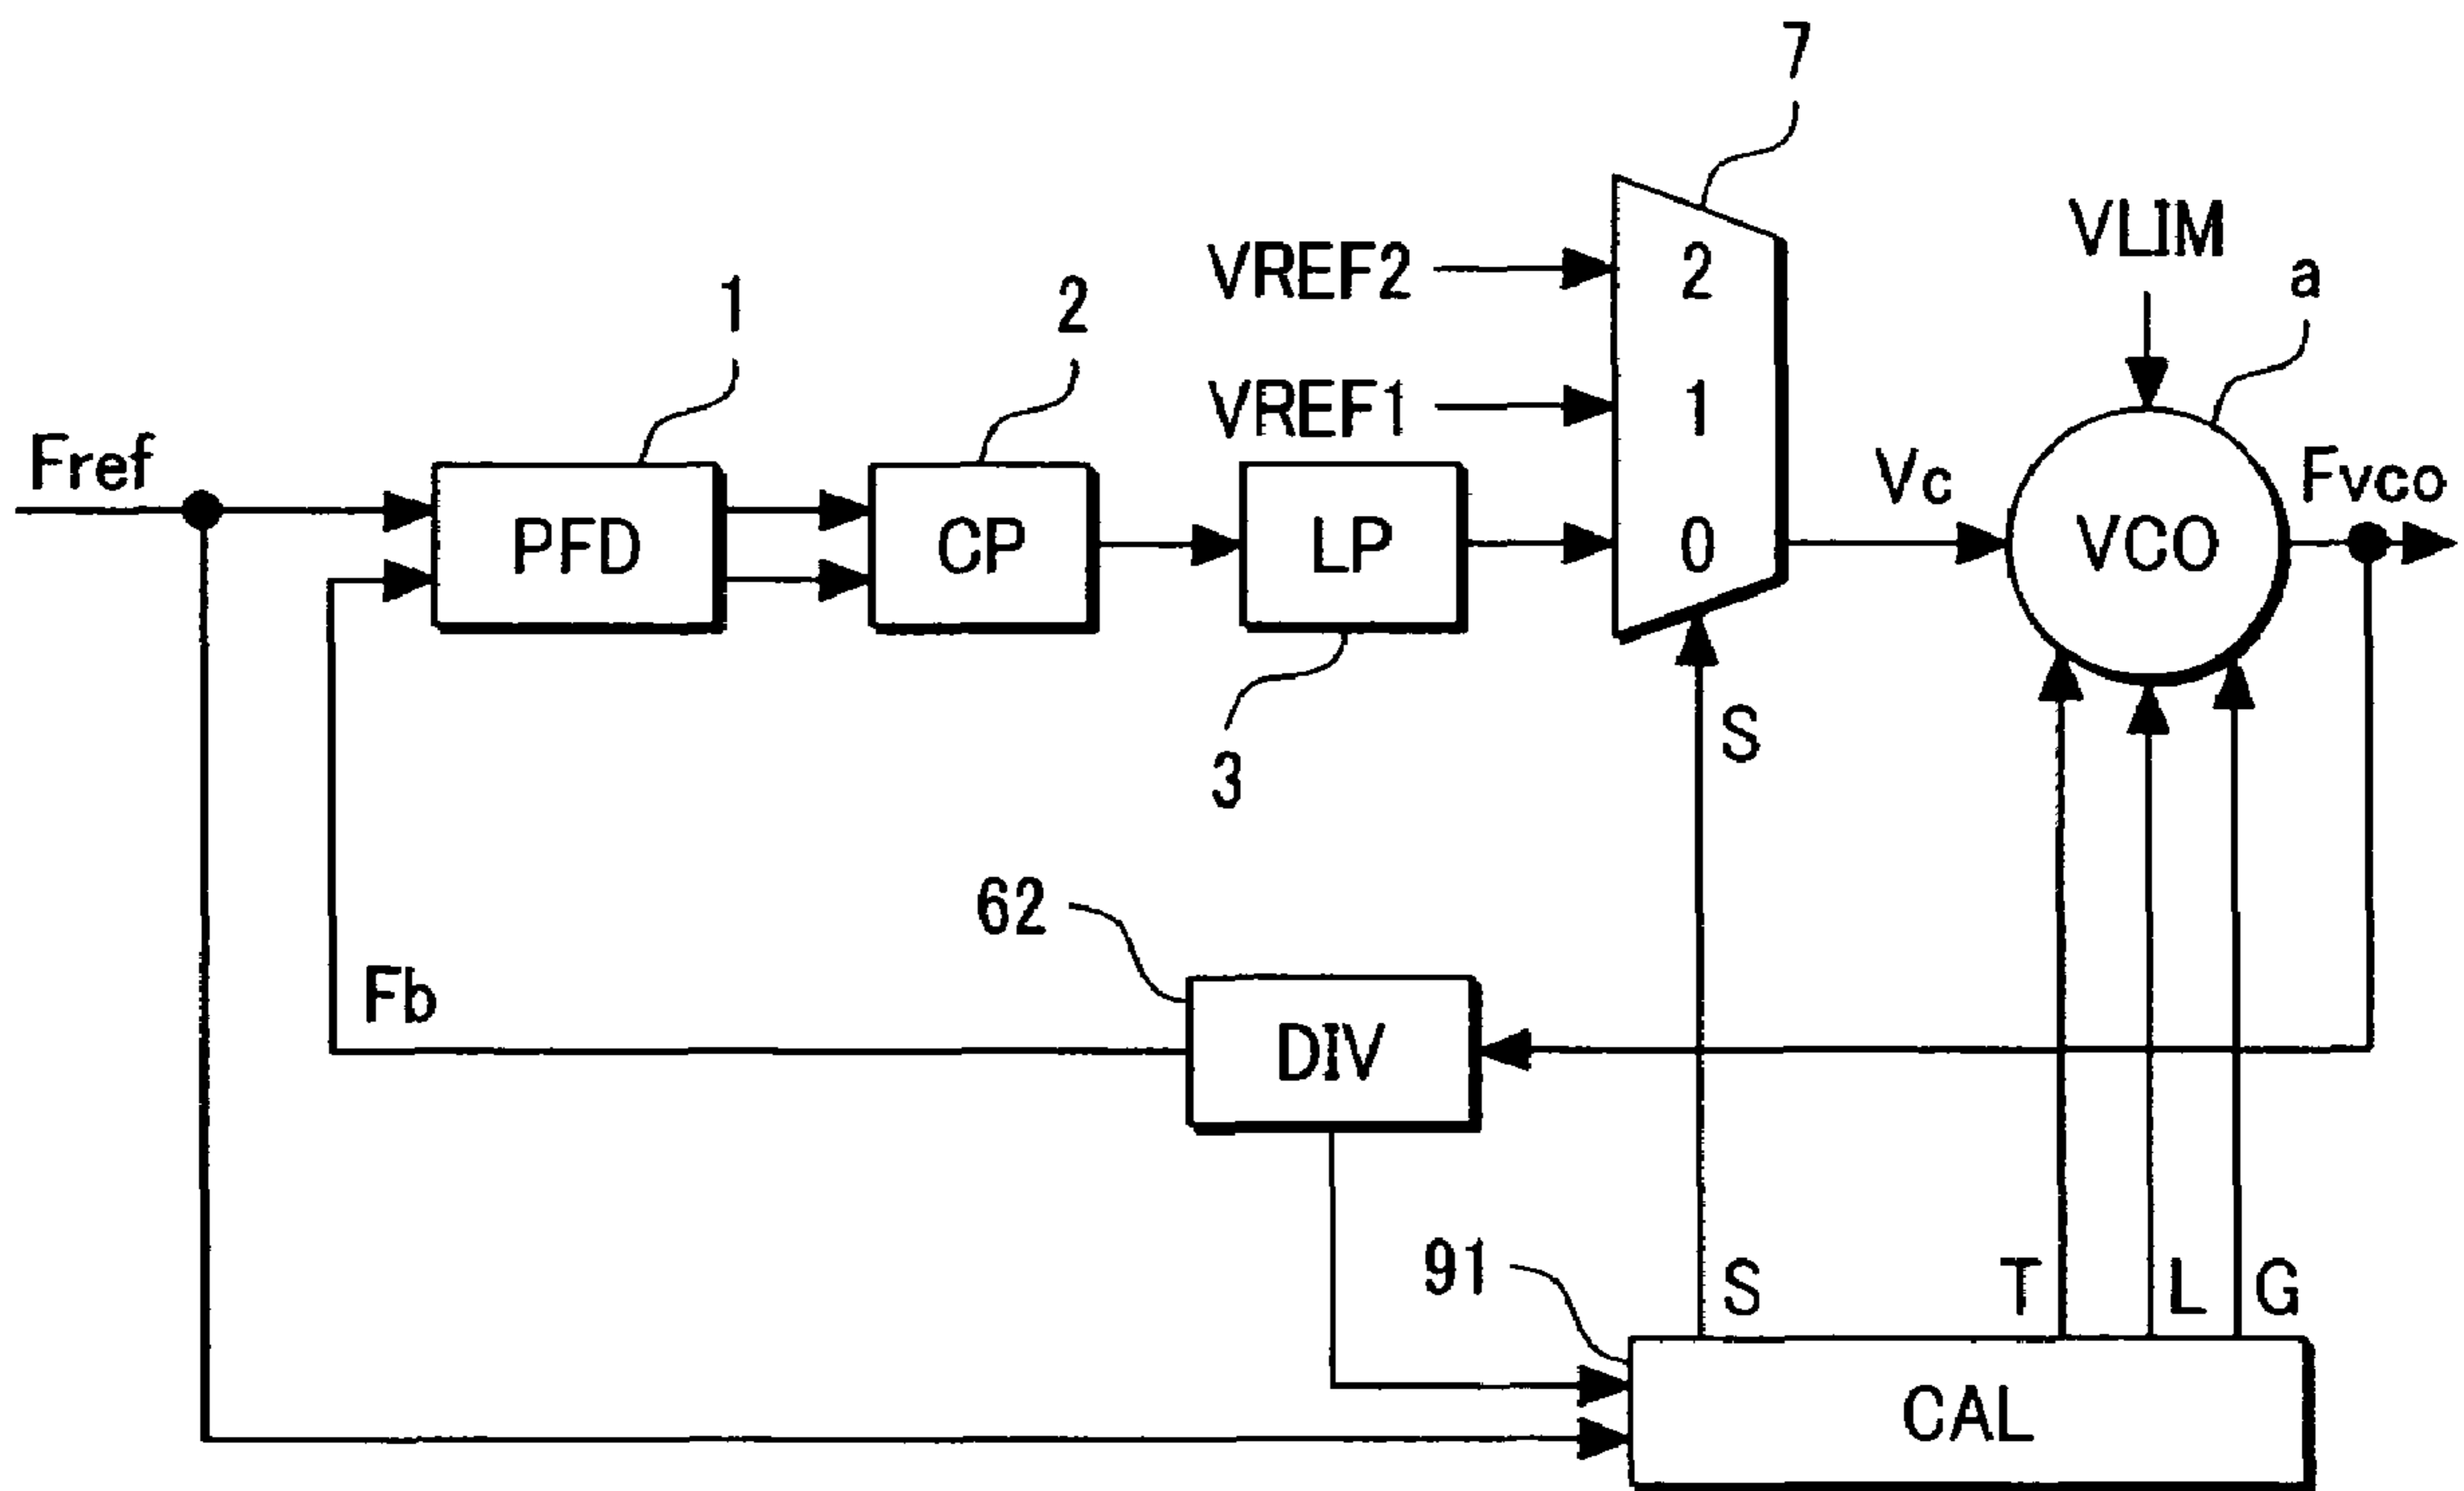 7
VLIM
a
VREF2
2
1
2
VREF1
1
Fref
Vc
Fvco
PFD
CP
LP
0
VCO
S
3
62
Fb
DIV
91
S
T
L
G
CAL